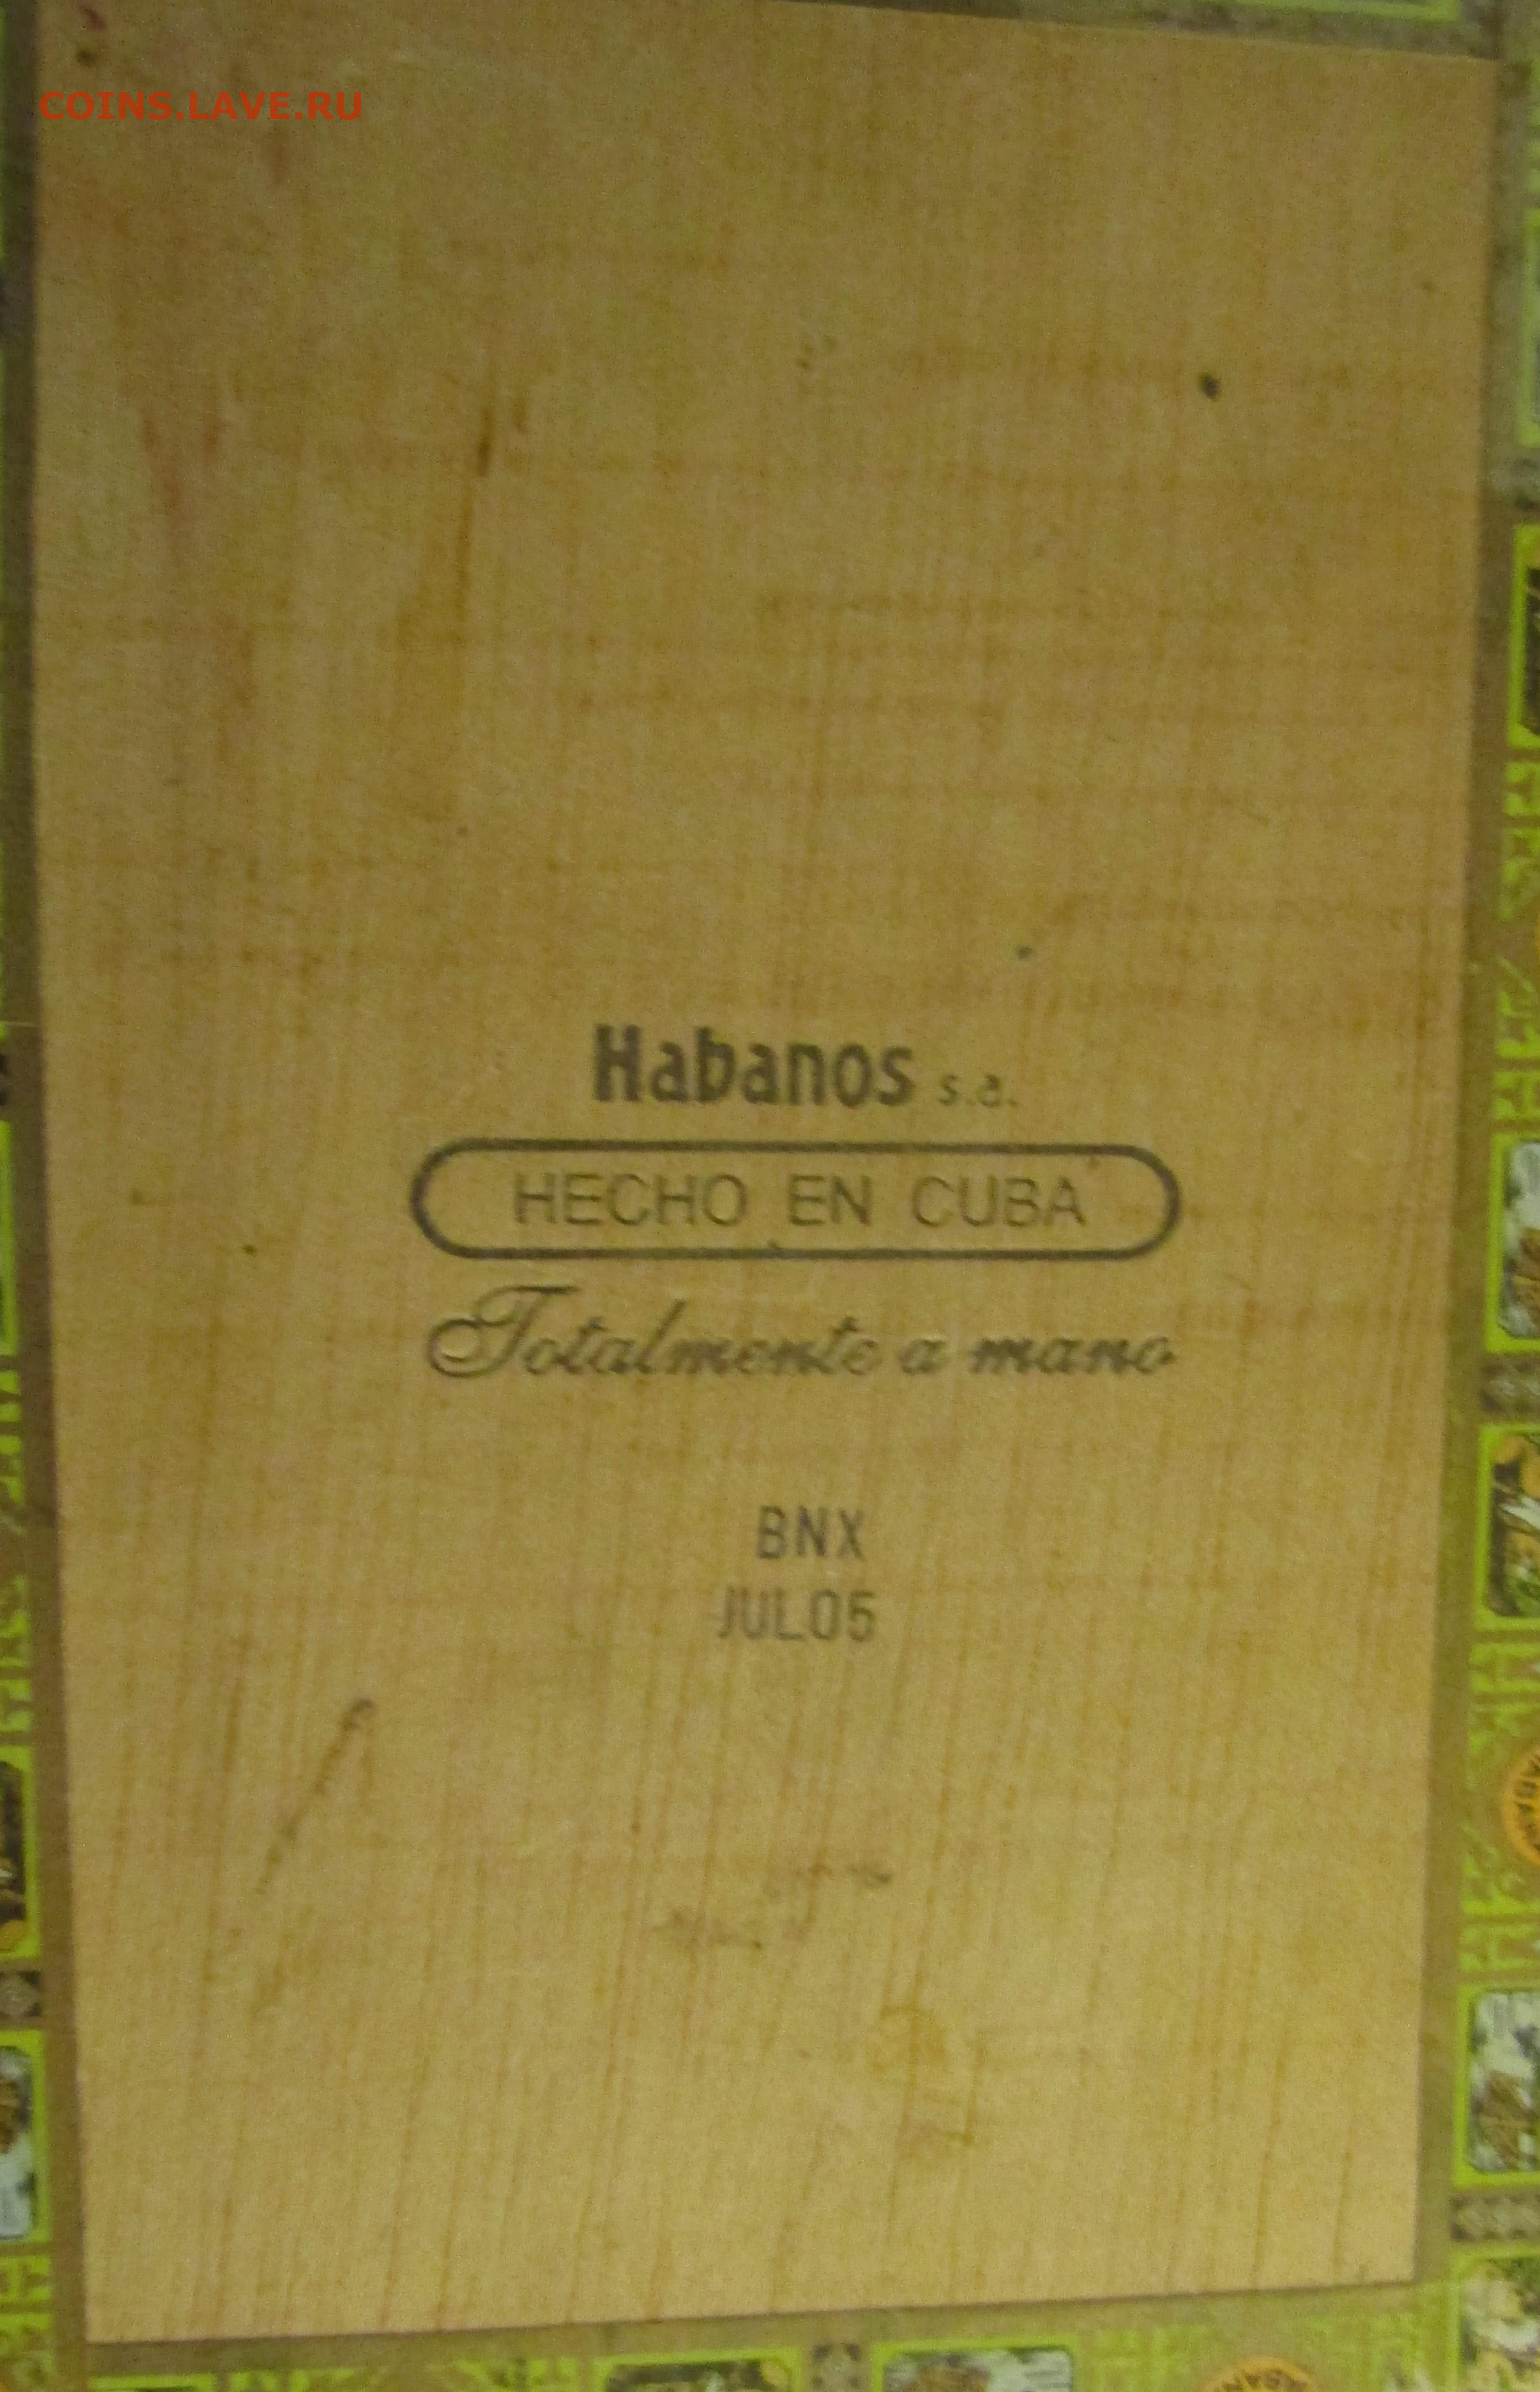 COINS.LAVE.RU
Habanos s.a.
HECHO EN CUBA
Totalmente a mano
BNX
JUL05